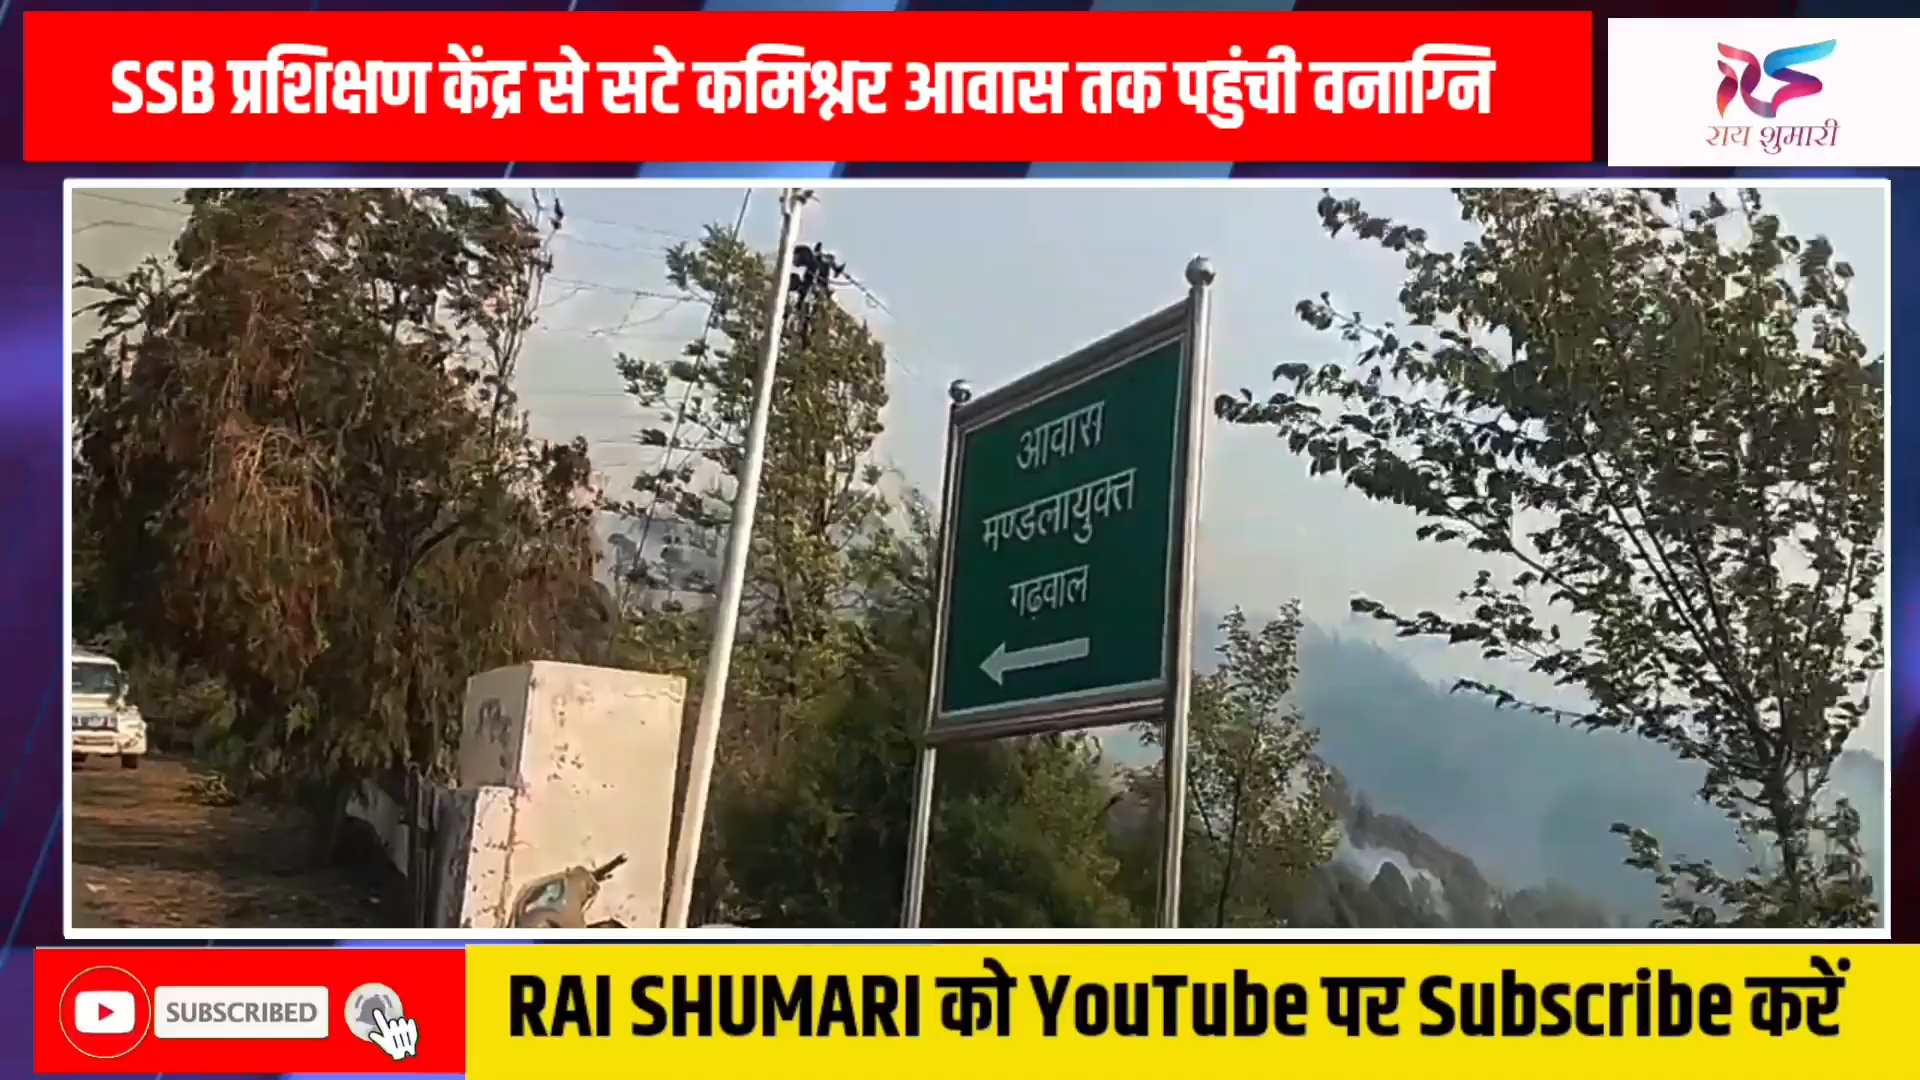 SSB प्रशिक्षण केंद्र से सटे कमिश्नर आवास तक पहुंची वनाग्नि
राय शुमारी
आवास
मण्डलायुक्त
गढ़वाल
SUBSCRIBED
RAI SHUMARI को YouTube पर Subscribe करें